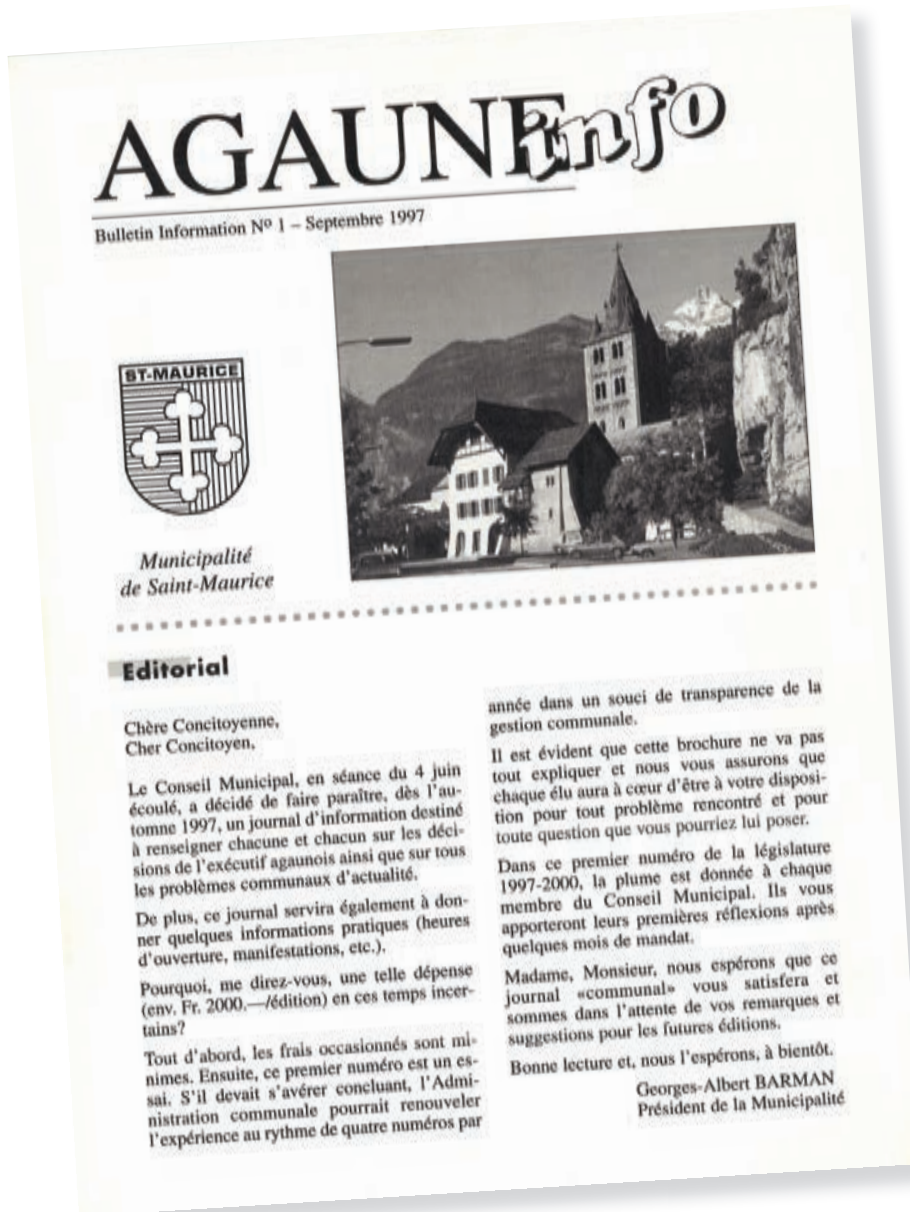 AGAUNE info
Bulletin Information Nº 1 – Septembre 1997
ST-MAURICE
Municipalité
de Saint-Maurice
Editorial
Chère Concitoyenne,
Cher Concitoyen,
Le Conseil Municipal, en séance du 4 juin
écoulé, a décidé de faire paraître, dès l'au-
tomne 1997, un journal d'information destiné
à renseigner chacune et chacun sur les déci-
sions de l'exécutif agaunois ainsi que sur tous
les problèmes communaux d'actualité.
De plus, ce journal servira également à don-
ner quelques informations pratiques (heures
d'ouverture, manifestations, etc.).
Pourquoi, me direz-vous, une telle dépense
(env. Fr. 2000.—/édition) en ces temps incer-
tains?
Tout d'abord, les frais occasionnés sont mi-
nimes. Ensuite, ce premier numéro est un es-
sai. S'il devait s'avérer concluant, l'Admi-
nistration communale pourrait renouveler
l'expérience au rythme de quatre numéros par
année dans un souci de transparence de la
gestion communale.
Il est évident que cette brochure ne va pas
tout expliquer et nous vous assurons que
chaque élu aura à cœur d'être à votre disposi-
tion pour tout problème rencontré et pour
toute question que vous pourriez lui poser.
Dans ce premier numéro de la législature
1997-2000, la plume est donnée à chaque
membre du Conseil Municipal. Ils vous
apporteront leurs premières réflexions après
quelques mois de mandat.
Madame, Monsieur, nous espérons que ce
journal «communal» vous satisfera et
sommes dans l'attente de vos remarques et
suggestions pour les futures éditions.
Bonne lecture et, nous l'espérons, à bientôt.
Georges-Albert BARMAN
Président de la Municipalité